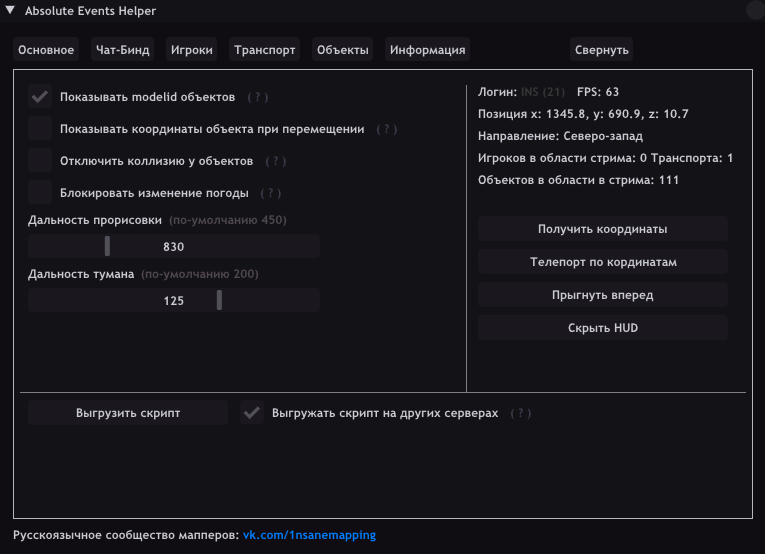 Absolute Events Helper
Основное Чат-Бинд Игроки Транспорт Объекты Информация Свернуть
Показывать modelid объектов ( ? )
Показывать координаты объекта при перемещении ( ? )
Отключить коллизию у объектов ( ? )
Блокировать изменение погоды ( ? )
Дальность прорисовки (по-умолчанию 450)
830
Дальность тумана (по-умолчанию 200)
125
Логин: INS (21) FPS: 63
Позиция x: 1345.8, y: 690.9, z: 10.7
Направление: Северо-запад
Игроков в области стрима: 0 Транспорта: 1
Объектов в области в стрима: 111
Получить координаты
Телепорт по кординатам
Прыгнуть вперед
Скрыть HUD
Выгрузить скрипт Выгружать скрипт на других серверах ( ? )
Русскоязычное сообщество мапперов: vk.com/1nsanemapping